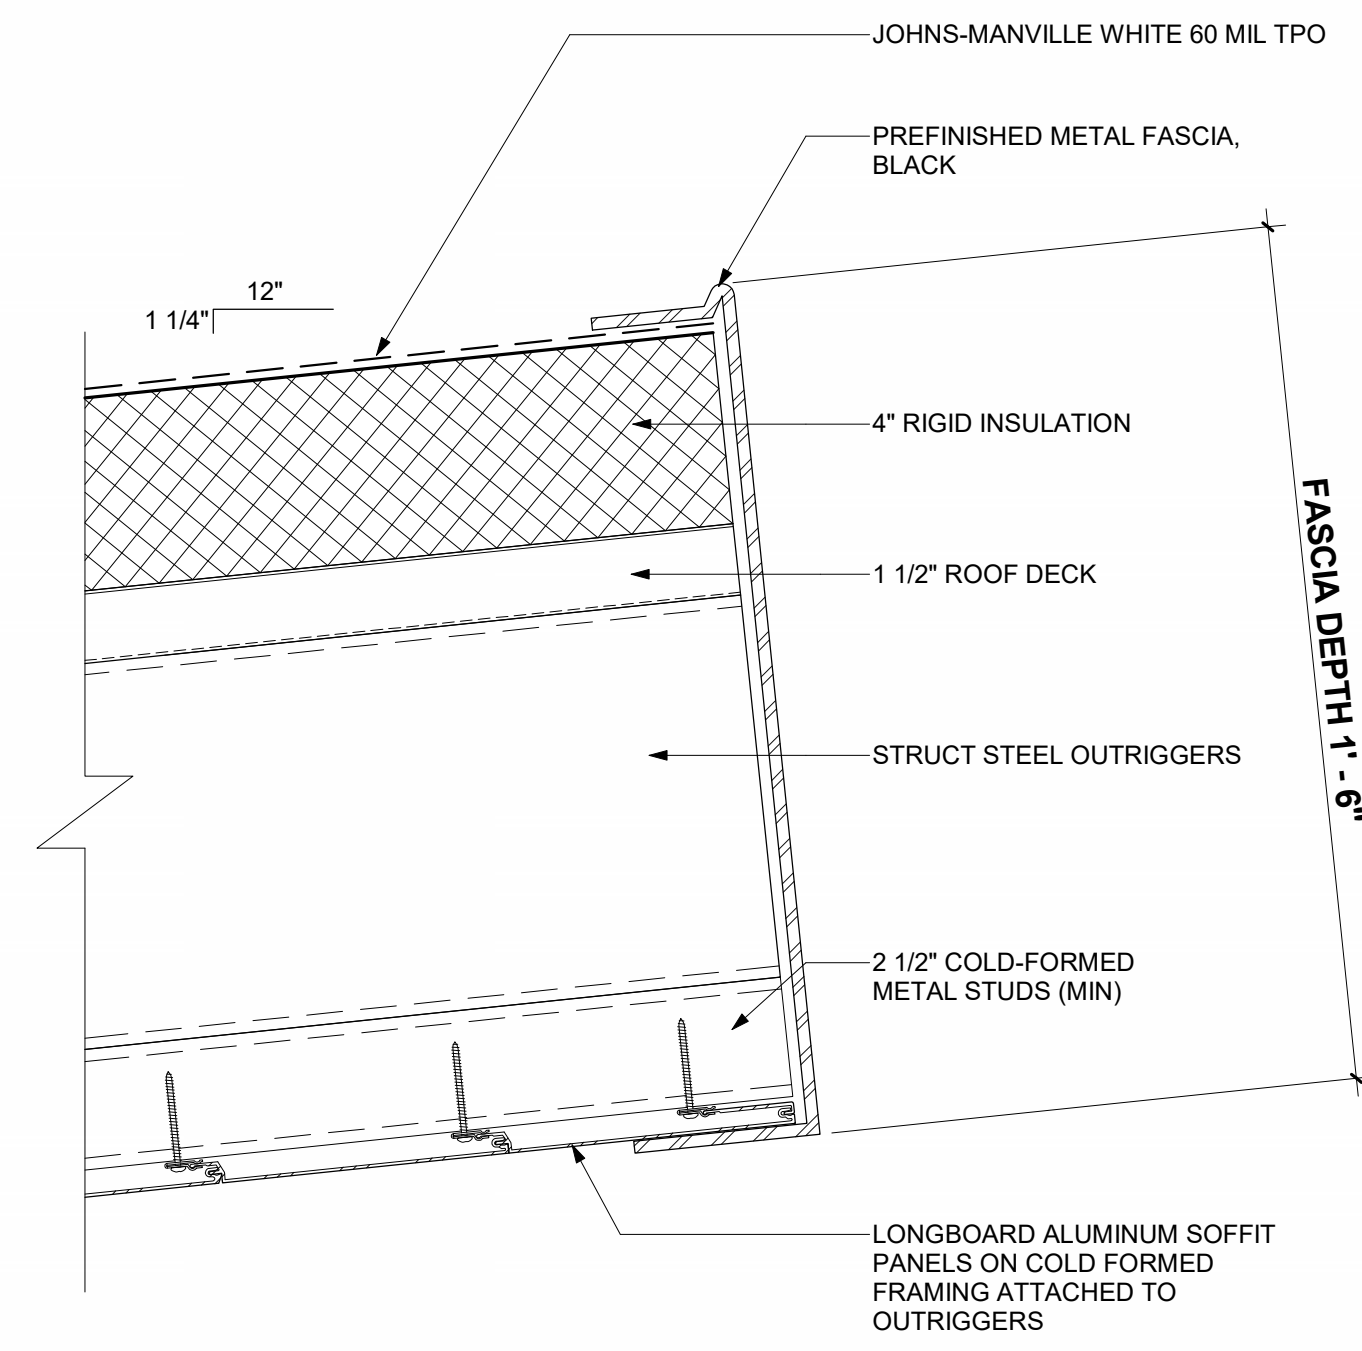 JOHNS-MANVILLE WHITE 60 MIL TPO
PREFINISHED METAL FASCIA,
BLACK
12"
1 1/4"
4" RIGID INSULATION
1 1/2" ROOF DECK
FASCIA DEPTH 1' - 6"
STRUCT STEEL OUTRIGGERS
2 1/2" COLD-FORMED
METAL STUDS (MIN)
LONGBOARD ALUMINUM SOFFIT
PANELS ON COLD FORMED
FRAMING ATTACHED TO
OUTRIGGERS